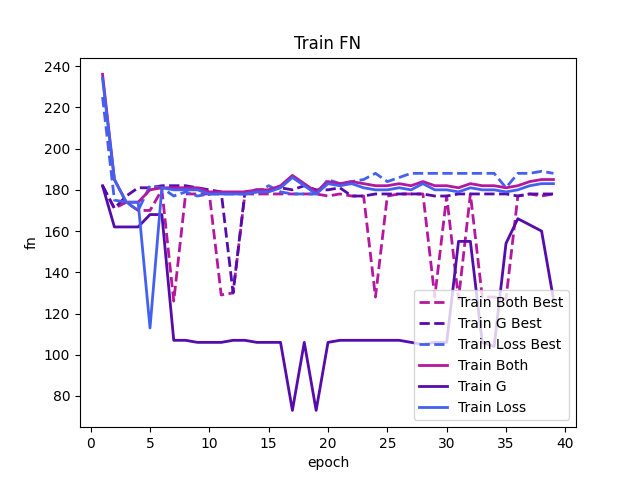 Train FN
240
220
200
180
160
140
120
100
80
fn
0 5 10 15 20 25 30 35 40
epoch
Train Both Best
Train G Best
Train Loss Best
Train Both
Train G
Train Loss